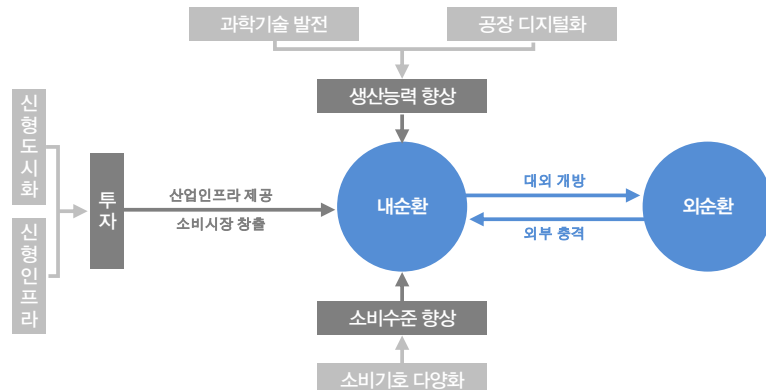 과학기술 발전
공장 디지털화
생산능력 향상
신형도시화
투자
산업인프라 제공
소비시장 창출
내순환
대외 개방
외부 충격
외순환
신형인프라
소비수준 향상
소비기호 다양화